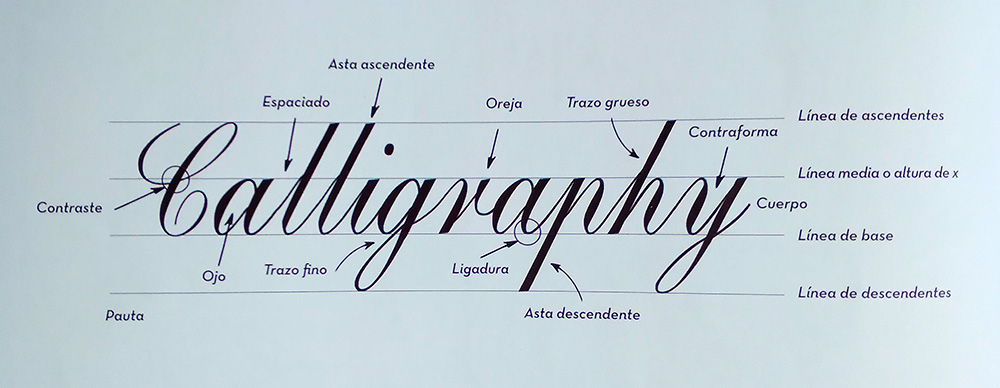 Asta ascendente
Espaciado
Oreja
Trazo grueso
Línea de ascendentes
Contraforma
Línea media o altura de x
Calligraphy
Contraste
Cuerpo
Línea de base
Ojo
Trazo fino
Ligadura
Línea de descendentes
Pauta
Asta descendente